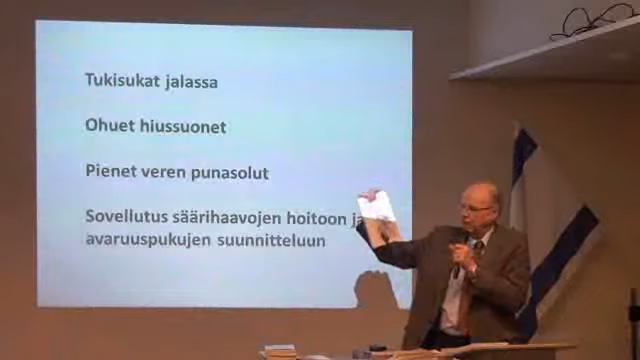 Tukisukat jalassa
Ohuet hiussuonet
Pienet veren punasolut
Sovellutus säärihaavojen hoitoon ja
avaruuspukujen suunnitteluun